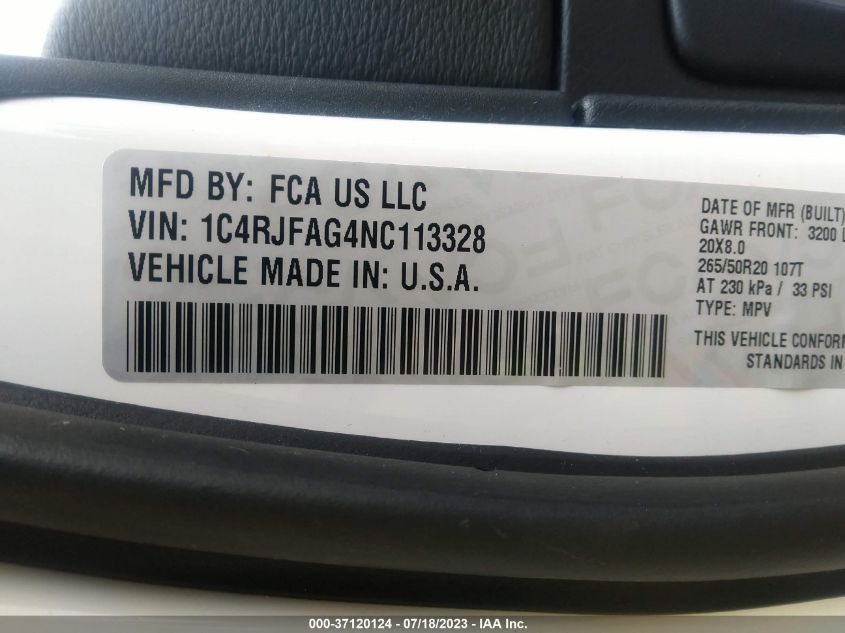 MFD BY: FCA US LLC
VIN: 1C4RJFAG4NC113328
VEHICLE MADE IN: U.S.A.
DATE OF MFR (BUILT)
GAWR FRONT: 3200
20X8.0
265/50R20 107T
AT 230 kPa / 33 PSI
TYPE: MPV
THIS VEHICLE CONFORM
STANDARDS IN
000-37120124 - 07/18/2023 - © IAA Inc.